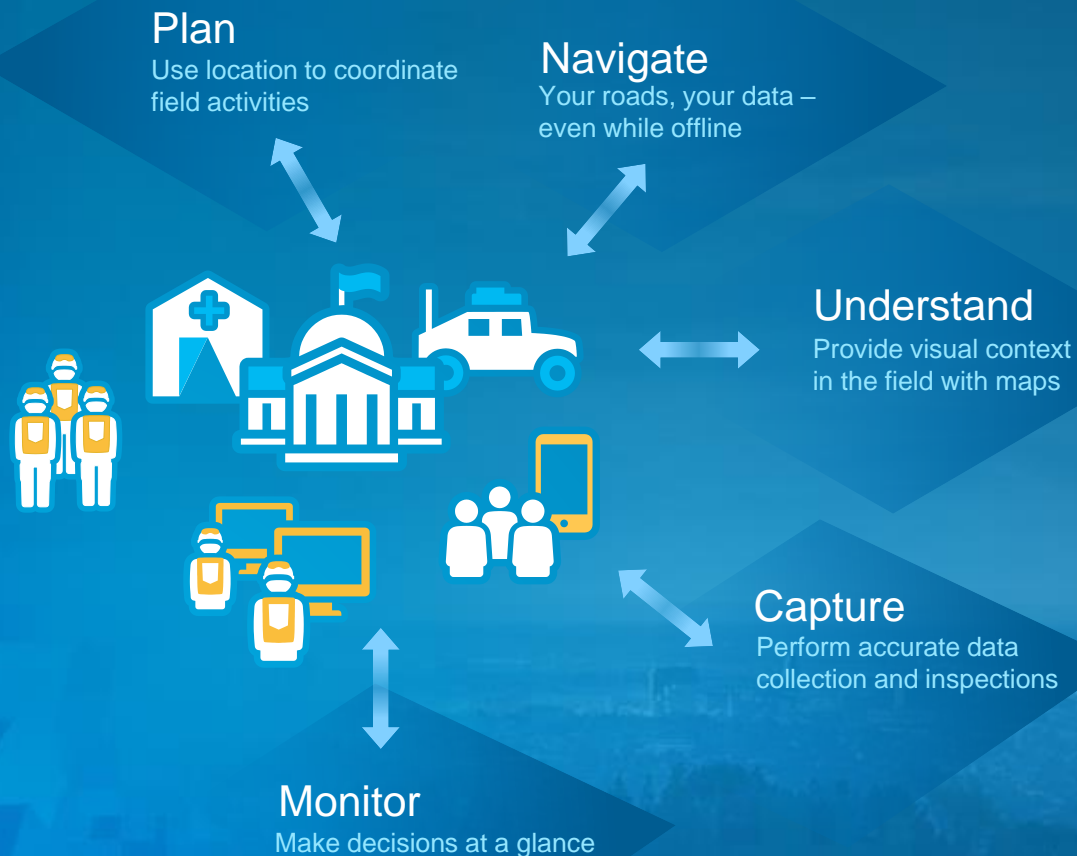 Plan
Use location to coordinate
field activities
Navigate
Your roads, your data –
even while offline
Understand
Provide visual context
in the field with maps
Capture
Perform accurate data
collection and inspections
Monitor
Make decisions at a glance